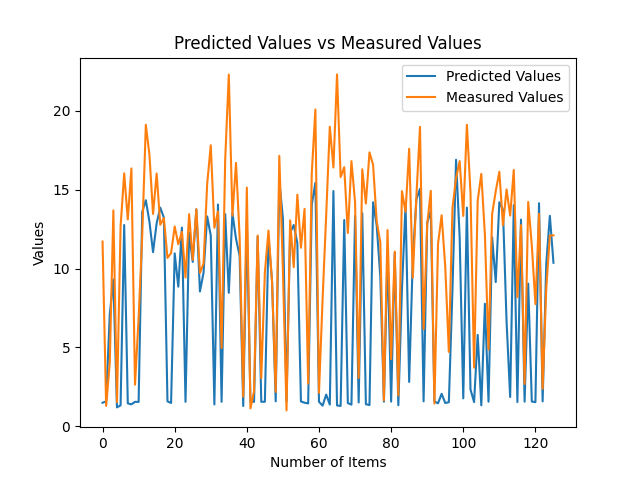 Predicted Values vs Measured Values
Predicted Values
Measured Values
Values
20
15
10
5
0
0 20 40 60 80 100 120
Number of Items